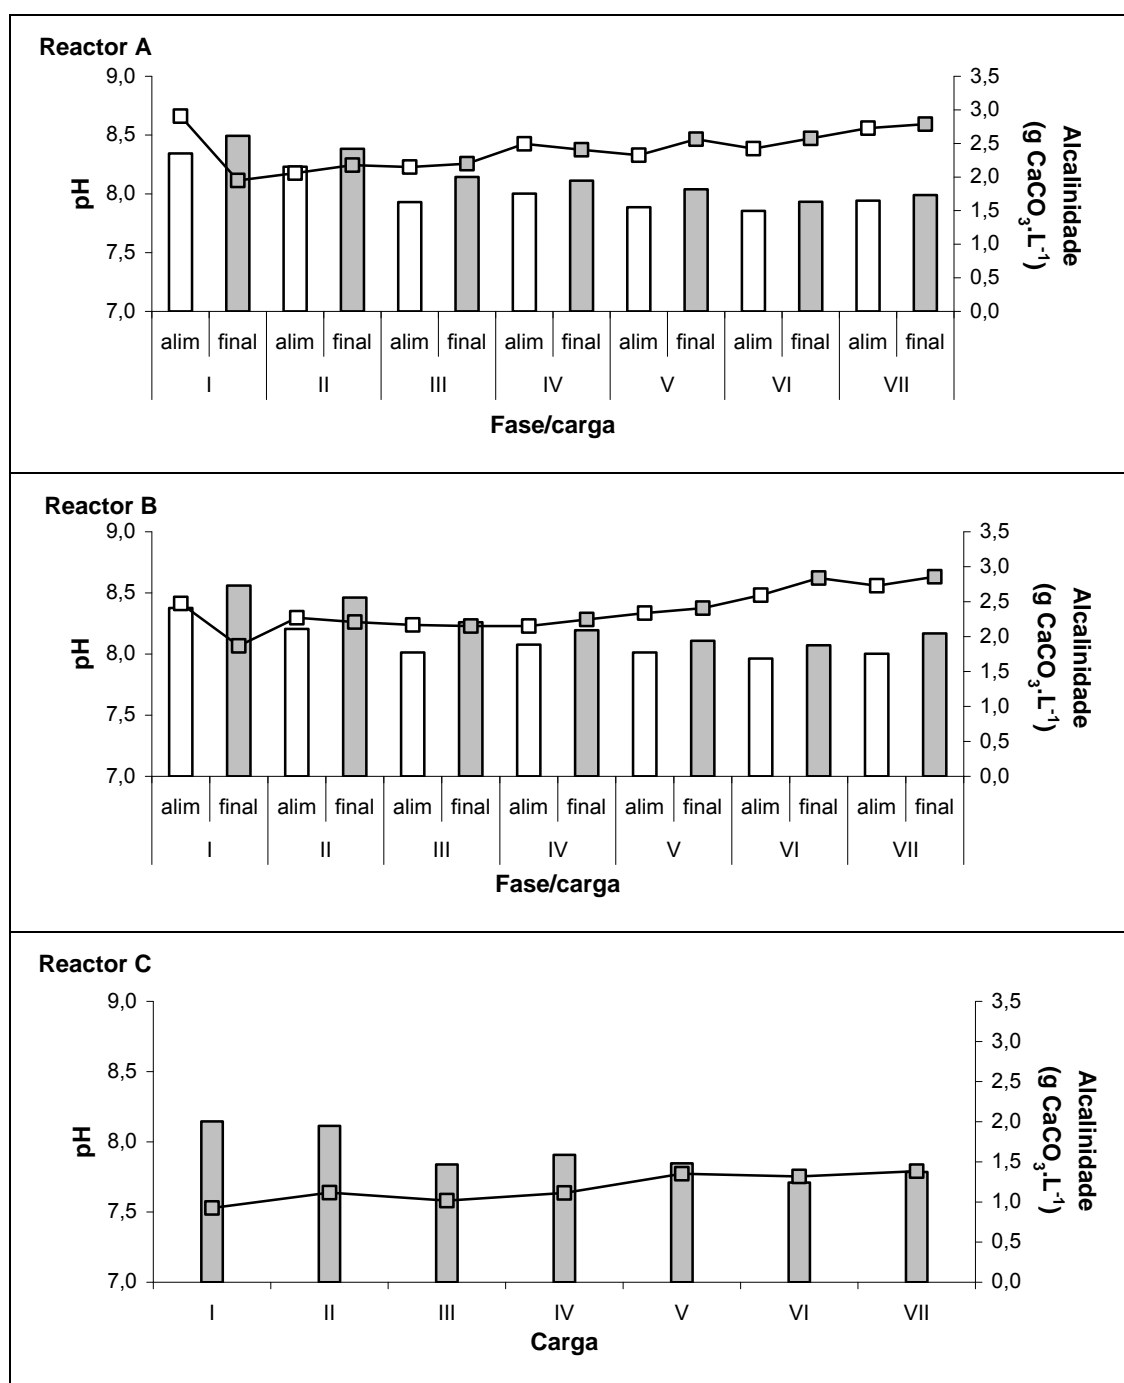 Reactor A
9,0
8,5
8,0
7,5
7,0
pH
3,5
3,0
2,5
2,0
1,5
1,0
0,5
0,0
Alcalinidade
(g CaCO₃.L⁻¹)
alim final alim final alim final alim final alim final alim final alim final
I II III IV V VI VII
Fase/carga
Reactor B
9,0
8,5
8,0
7,5
7,0
pH
3,5
3,0
2,5
2,0
1,5
1,0
0,5
0,0
Alcalinidade
(g CaCO₃.L⁻¹)
alim final alim final alim final alim final alim final alim final alim final
I II III IV V VI VII
Fase/carga
Reactor C
9,0
8,5
8,0
7,5
7,0
pH
3,5
3,0
2,5
2,0
1,5
1,0
0,5
0,0
Alcalinidade
(g CaCO₃.L⁻¹)
I II III IV V VI VII
Carga